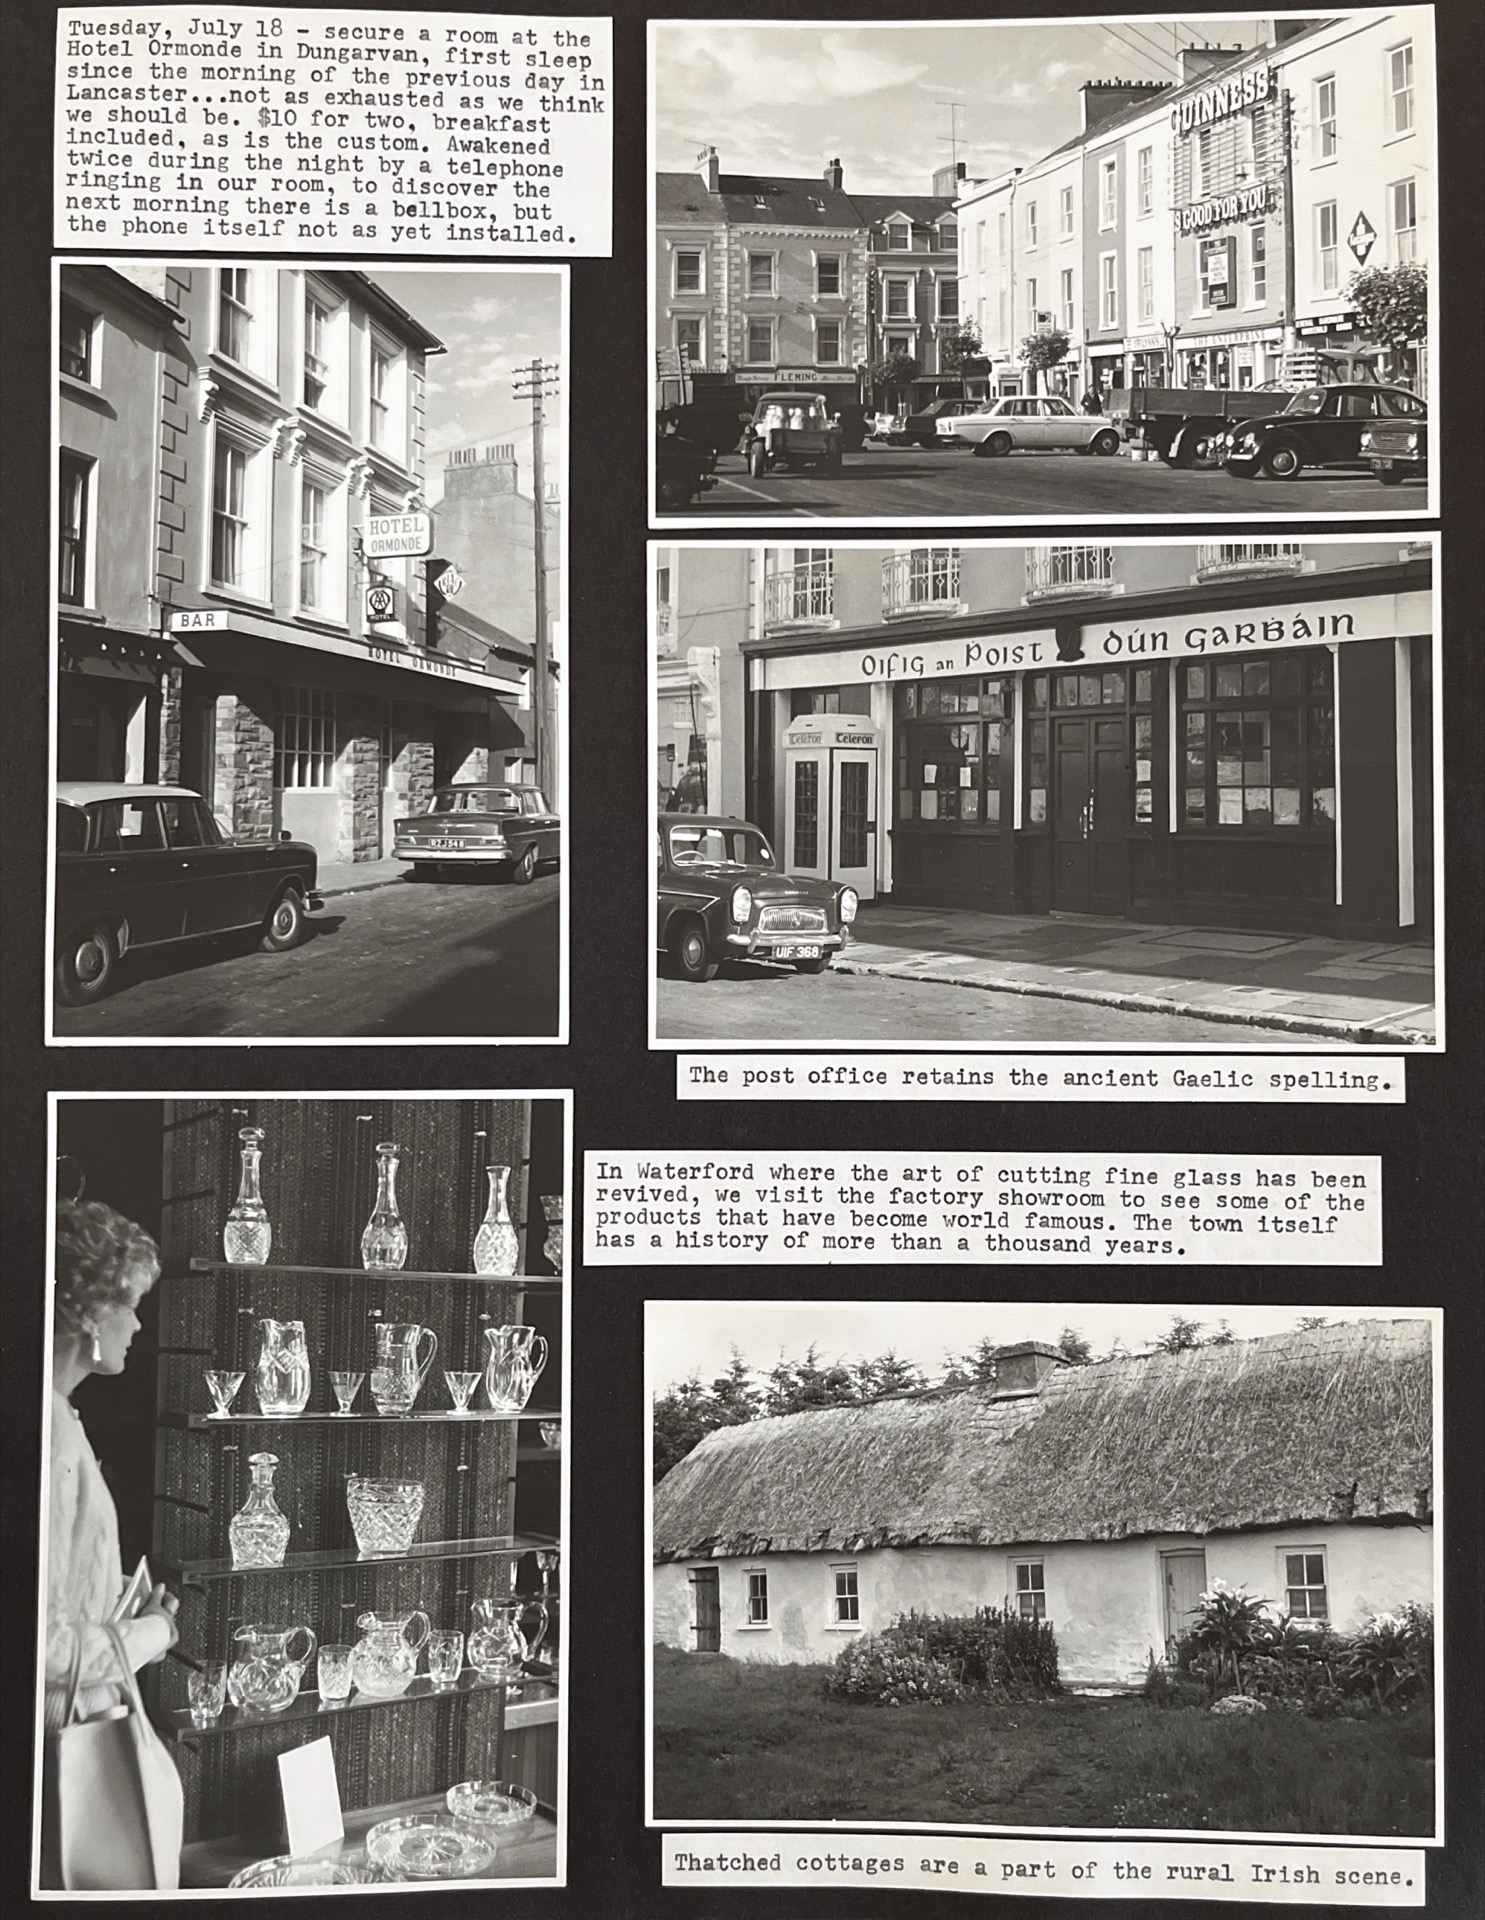 Tuesday, July 18 - secure a room at the
Hotel Ormonde in Dungarvan, first sleep
since the morning of the previous day in
Lancaster...not as exhausted as we think
we should be. $10 for two, breakfast
included, as is the custom. Awakened
twice during the night by a telephone
ringing in our room, to discover the
next morning there is a bellbox, but
the phone itself not as yet installed.
GUINNESS
IS GOOD FOR YOU
FLEMING
THE ENTERPRISE
HOTEL
ORMONDE
AA
HOTEL
BAR
HOTEL ORMONDE
RZJ548
Oifig an Ṗoist Dún Garḃáin
Telefón Telefón
UIF 368
The post office retains the ancient Gaelic spelling.
In Waterford where the art of cutting fine glass has been
revived, we visit the factory showroom to see some of the
products that have become world famous. The town itself
has a history of more than a thousand years.
Thatched cottages are a part of the rural Irish scene.